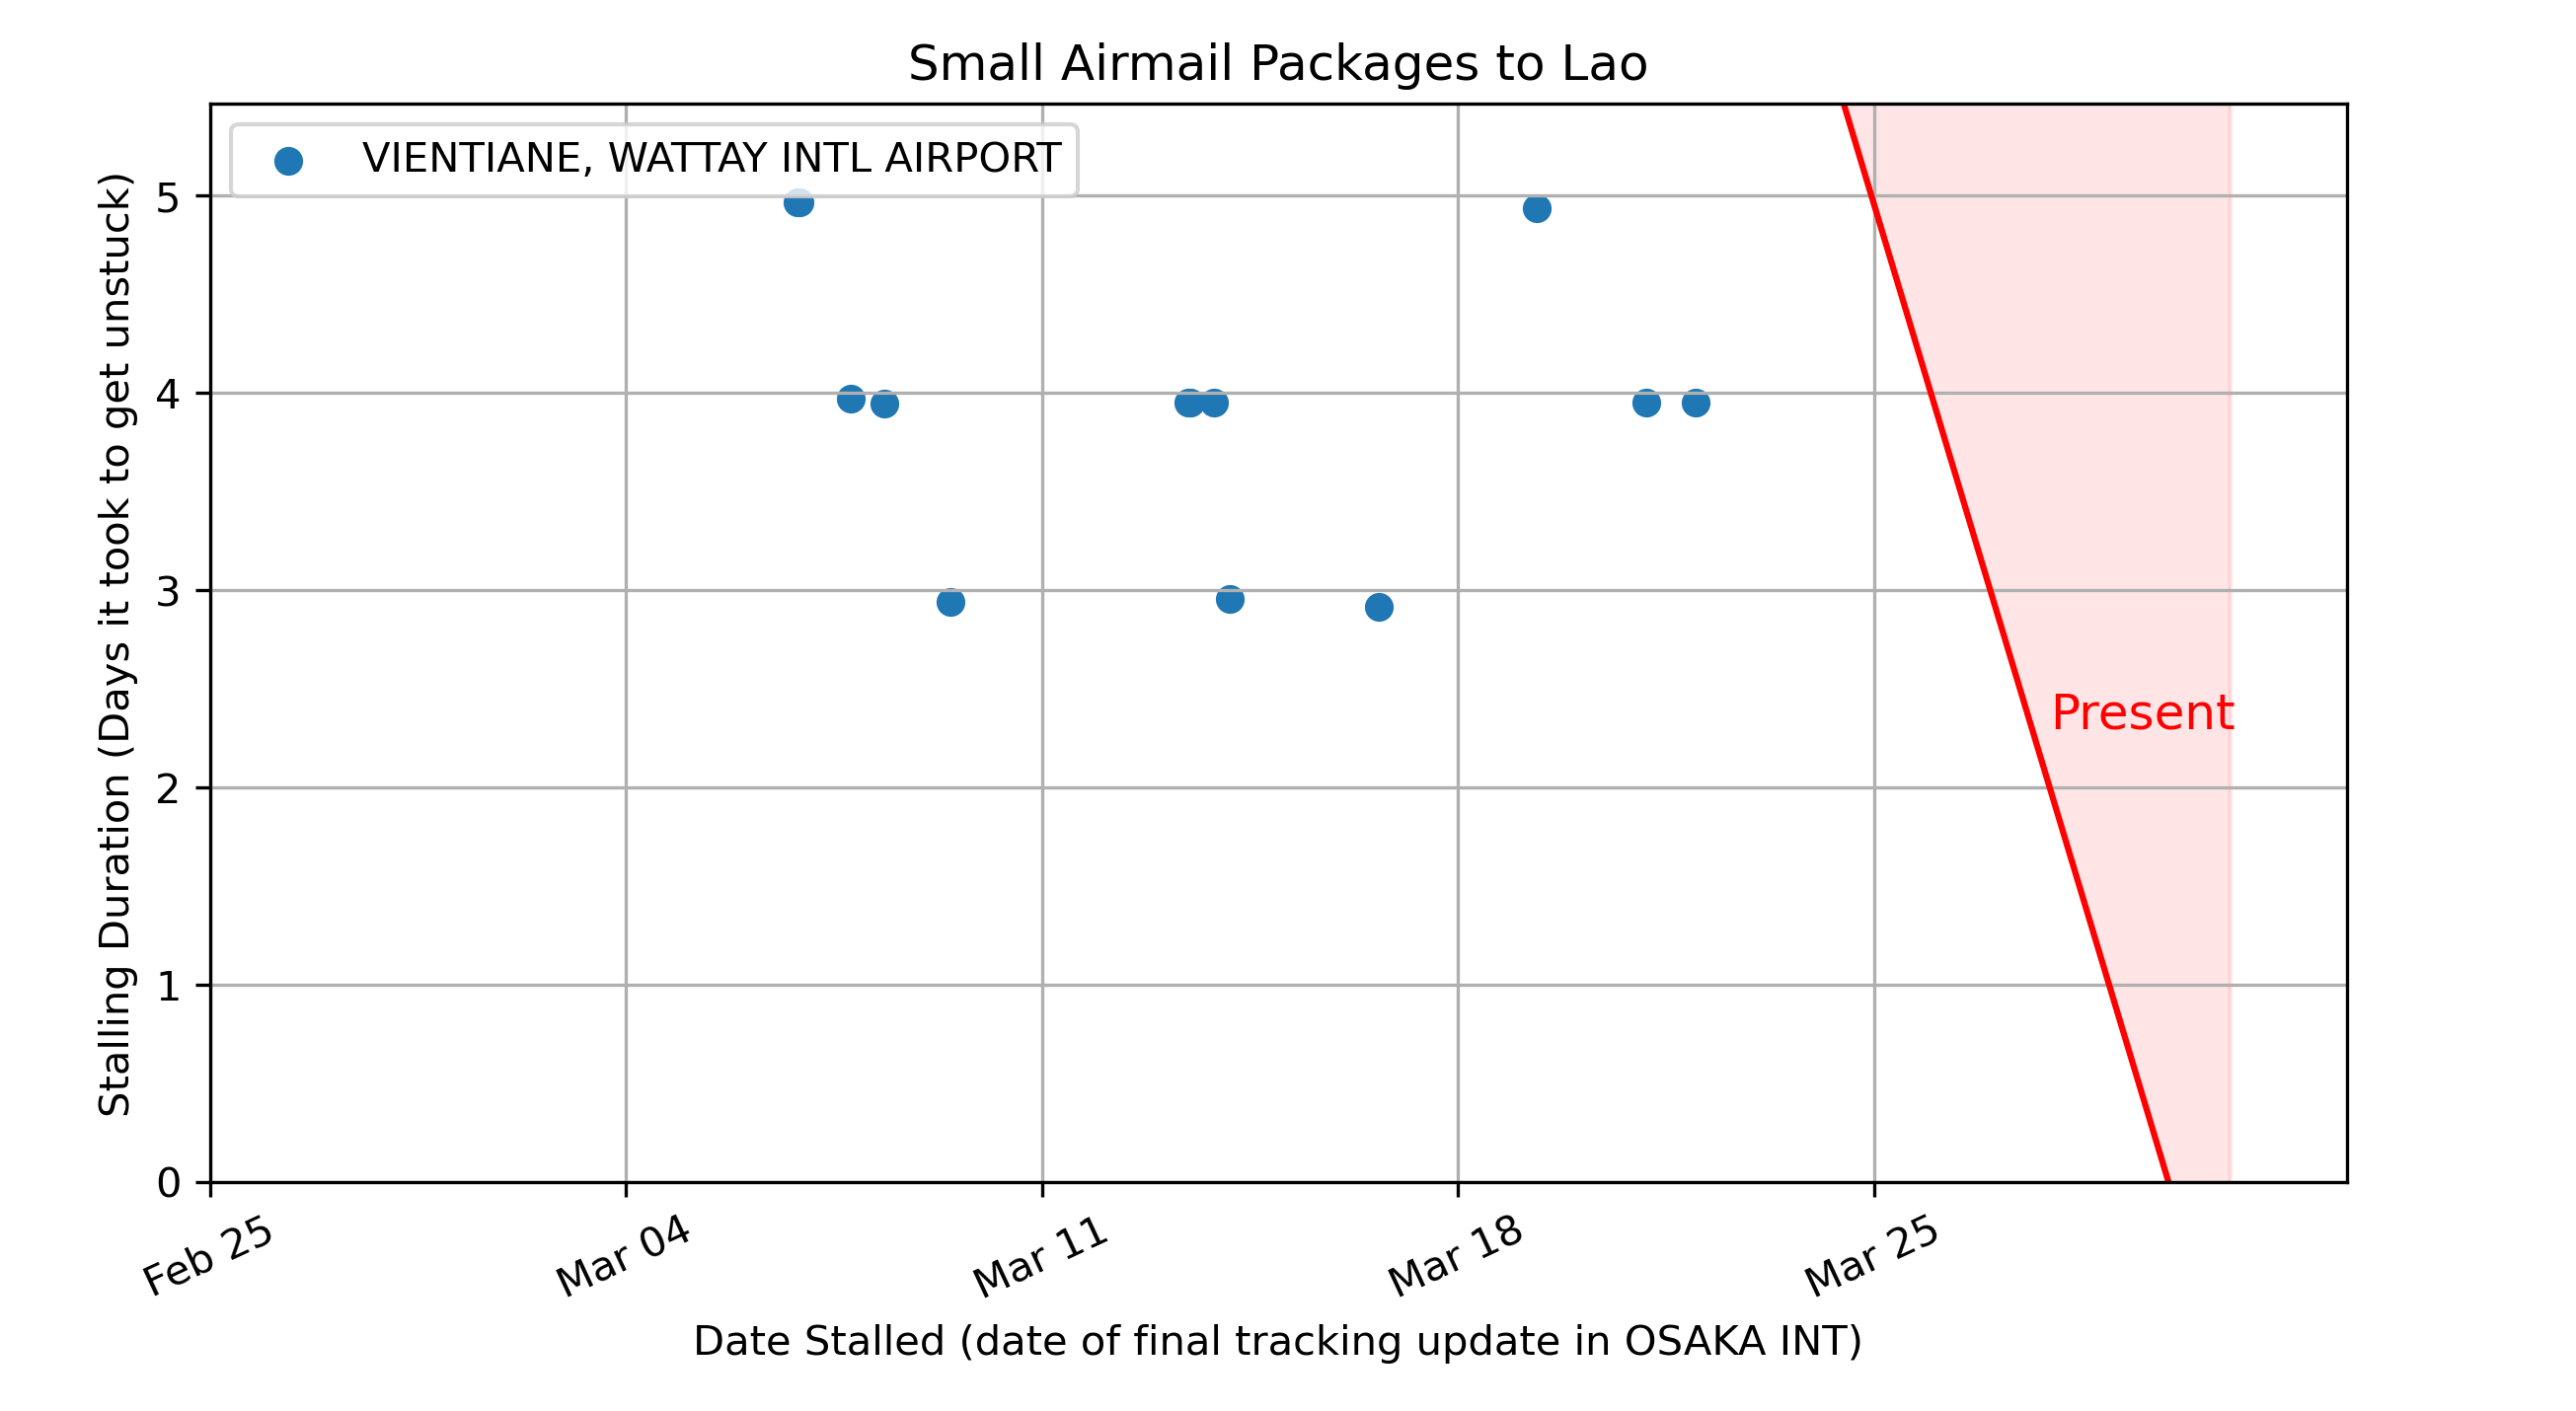 Small Airmail Packages to Lao
VIENTIANE, WATTAY INTL AIRPORT
Stalling Duration (Days it took to get unstuck)
5
4
3
2
1
0
Present
Feb 25
Mar 04
Mar 11
Mar 18
Mar 25
Date Stalled (date of final tracking update in OSAKA INT)